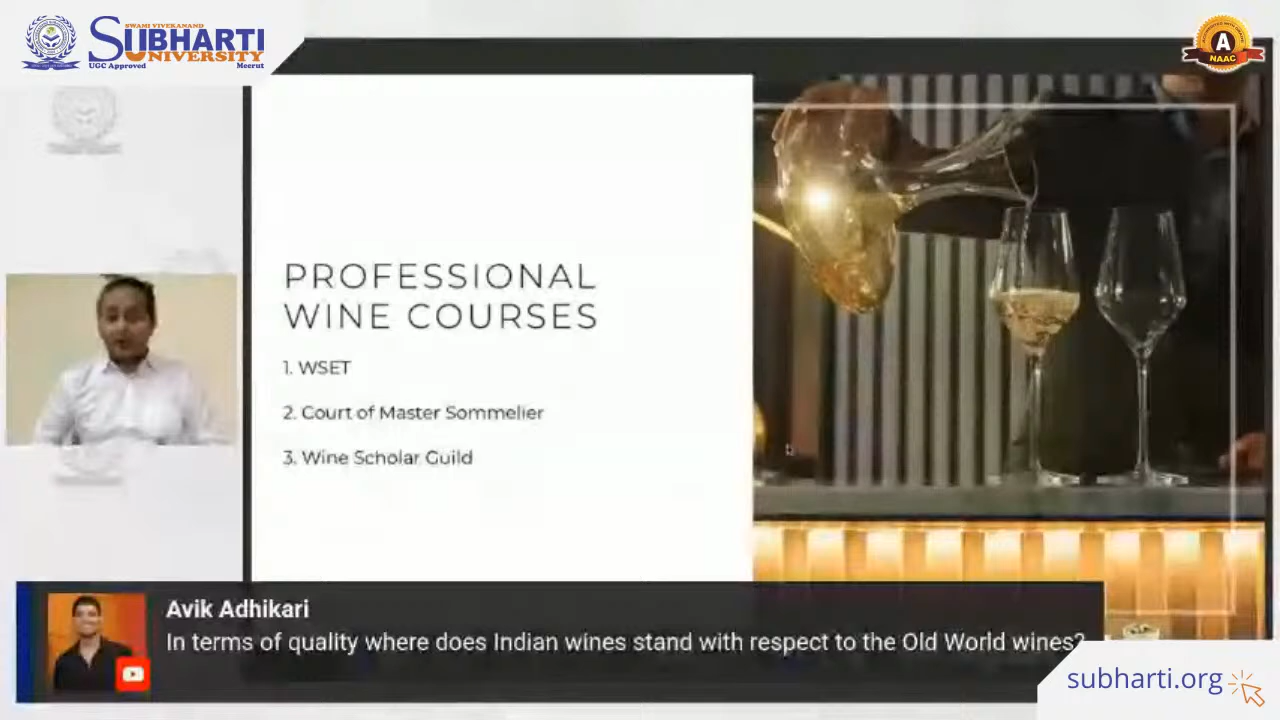 SWAMI VIVEKANAND
SUBHARTI
UNIVERSITY
UGC Approved
Meerut
A
NAAC
PROFESSIONAL
WINE COURSES
1. WSET
2. Court of Master Sommelier
3. Wine Scholar Guild
Avik Adhikari
In terms of quality where does Indian wines stand with respect to the Old World wines?
subharti.org